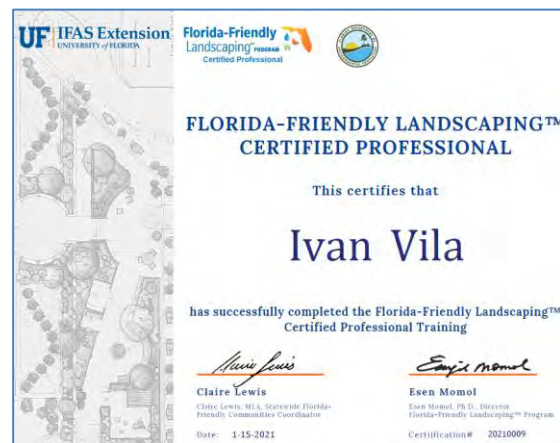 UF IFAS Extension
UNIVERSITY of FLORIDA
Florida-Friendly
Landscaping™ PROGRAM
Certified Professional
FLORIDA-FRIENDLY LANDSCAPING™
CERTIFIED PROFESSIONAL
This certifies that
Ivan Vila
has successfully completed the Florida-Friendly Landscaping™
Certified Professional Training
Claire Lewis
Claire Lewis, MLA, Statewide Florida-
Friendly Communities Coordinator
Date: 1-15-2021
Esen Momol
Esen Momol, Ph.D., Director
Florida-Friendly Landscaping™ Program
Certification# 20210009